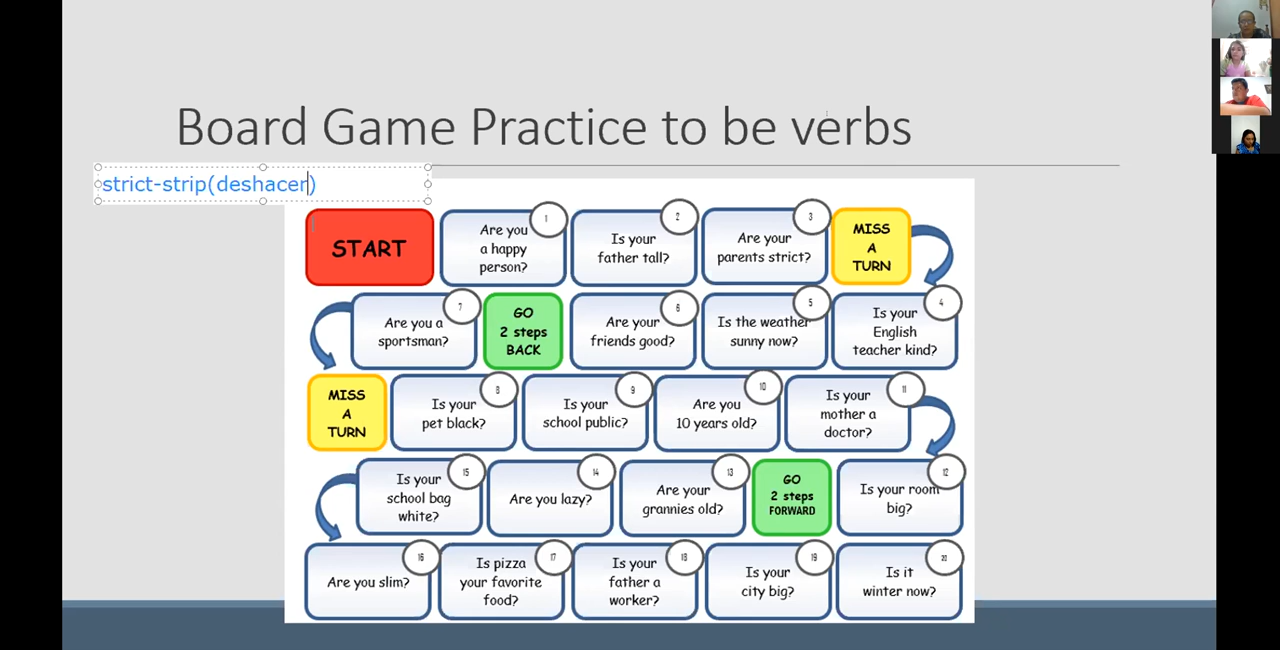 Board Game Practice to be verbs
strict-strip(deshacer)
START
1
Are you
a happy
person?
2
Is your
father tall?
3
Are your
parents strict?
MISS
A
TURN
7
Are you a
sportsman?
GO
2 steps
BACK
6
Are your
friends good?
5
Is the weather
sunny now?
4
Is your
English
teacher kind?
MISS
A
TURN
8
Is your
pet black?
9
Is your
school public?
10
Are you
10 years old?
11
Is your
mother a
doctor?
15
Is your
school bag
white?
14
Are you lazy?
13
Are your
grannies old?
GO
2 steps
FORWARD
12
Is your room
big?
16
Are you slim?
17
Is pizza
your favorite
food?
18
Is your
father a
worker?
19
Is your
city big?
20
Is it
winter now?